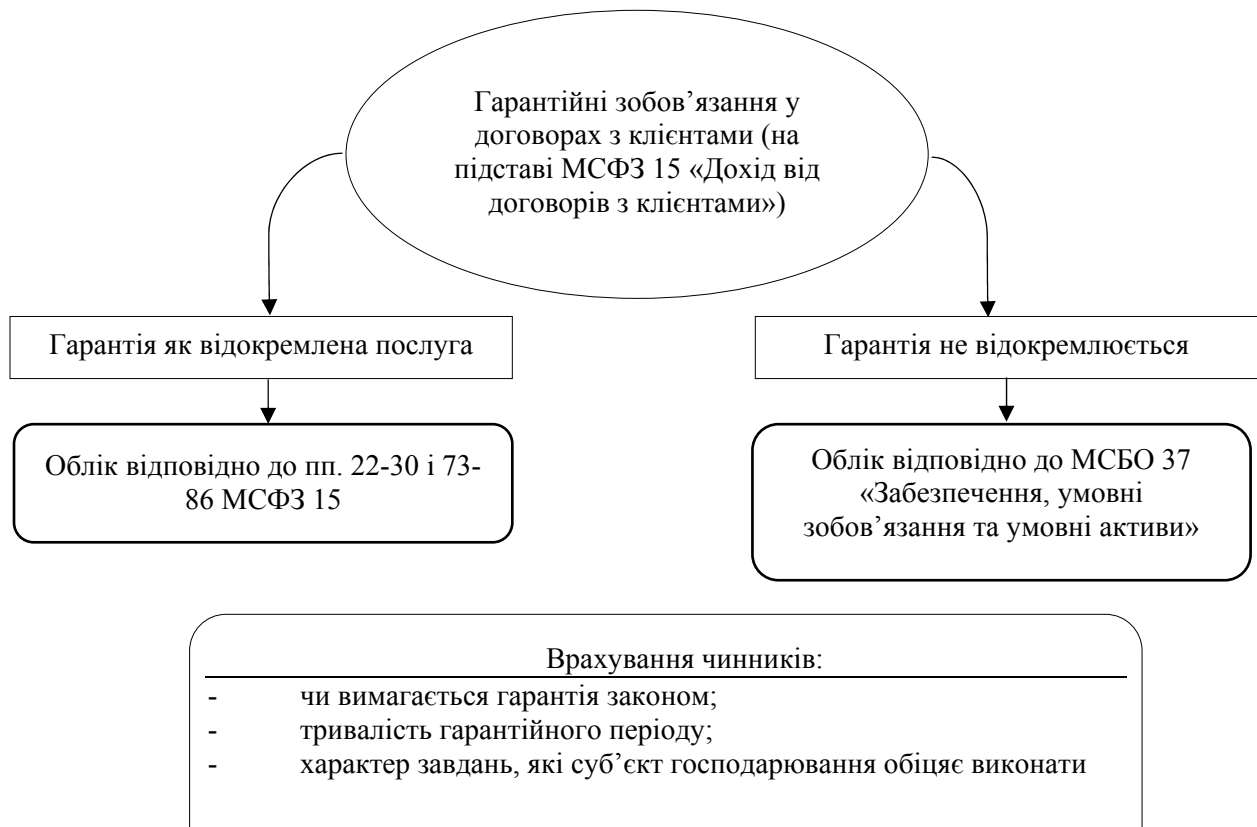 Гарантійні зобов’язання у
договорах з клієнтами (на
підставі МСФЗ 15 «Дохід від
договорів з клієнтами»)
Гарантія як відокремлена послуга
Гарантія не відокремлюється
Облік відповідно до пп. 22-30 і 73-
86 МСФЗ 15
Облік відповідно до МСБО 37
«Забезпечення, умовні
зобов’язання та умовні активи»
Врахування чинників:
- чи вимагається гарантія законом;
- тривалість гарантійного періоду;
- характер завдань, які суб’єкт господарювання обіцяє виконати